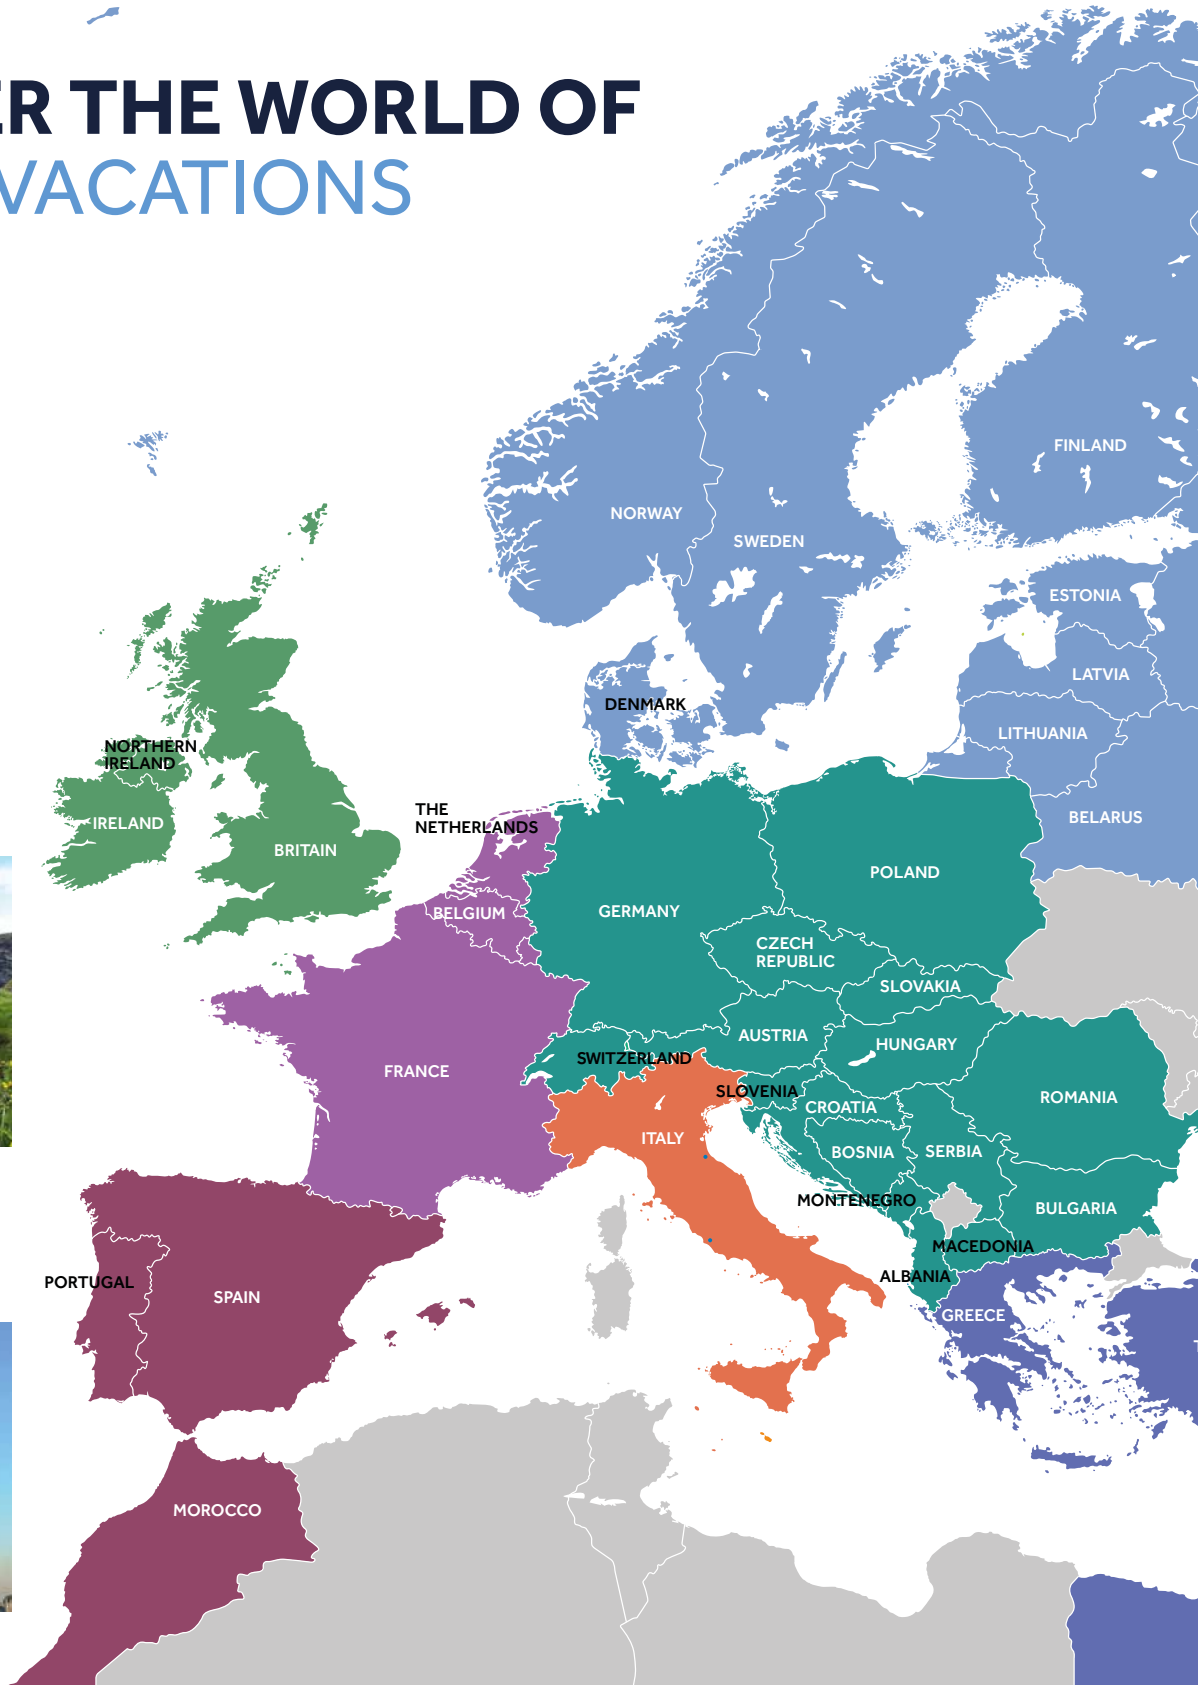 ER THE WORLD OF
VACATIONS
FINLAND
NORWAY
SWEDEN
ESTONIA
LATVIA
DENMARK
LITHUANIA
NORTHERN
IRELAND
THE
NETHERLANDS
BELARUS
IRELAND
BRITAIN
POLAND
BELGIUM
GERMANY
CZECH
REPUBLIC
SLOVAKIA
AUSTRIA
HUNGARY
SWITZERLAND
FRANCE
SLOVENIA
CROATIA
ROMANIA
ITALY
BOSNIA
SERBIA
MONTENEGRO
BULGARIA
MACEDONIA
PORTUGAL
ALBANIA
SPAIN
GREECE
MOROCCO